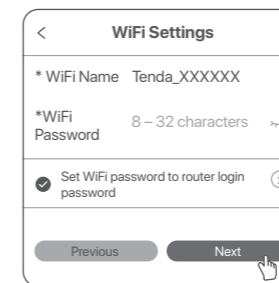 < WiFi Settings
* WiFi Name Tenda_XXXXXX
*WiFi
Password
8 – 32 characters
Set WiFi password to router login
password
Previous Next